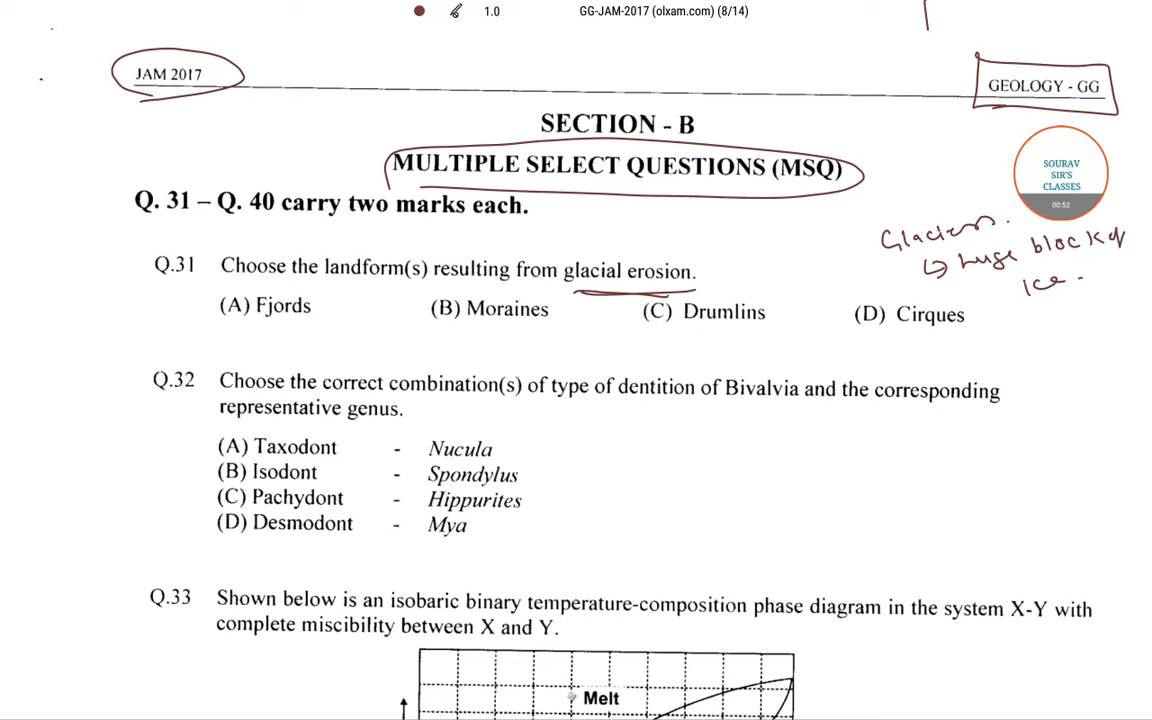 1.0 GG-JAM-2017 (olxam.com) (8/14)
JAM 2017
GEOLOGY - GG
SECTION - B
MULTIPLE SELECT QUESTIONS (MSQ)
SOURAV
SIR'S
CLASSES
00:52
Q. 31 – Q. 40 carry two marks each.
Glaciers.
↳ huge block of
Ice.
Q.31 Choose the landform(s) resulting from glacial erosion.
(A) Fjords (B) Moraines (C) Drumlins (D) Cirques
Q.32 Choose the correct combination(s) of type of dentition of Bivalvia and the corresponding
representative genus.
(A) Taxodont - Nucula
(B) Isodont - Spondylus
(C) Pachydont - Hippurites
(D) Desmodont - Mya
Q.33 Shown below is an isobaric binary temperature-composition phase diagram in the system X-Y with
complete miscibility between X and Y.
Melt